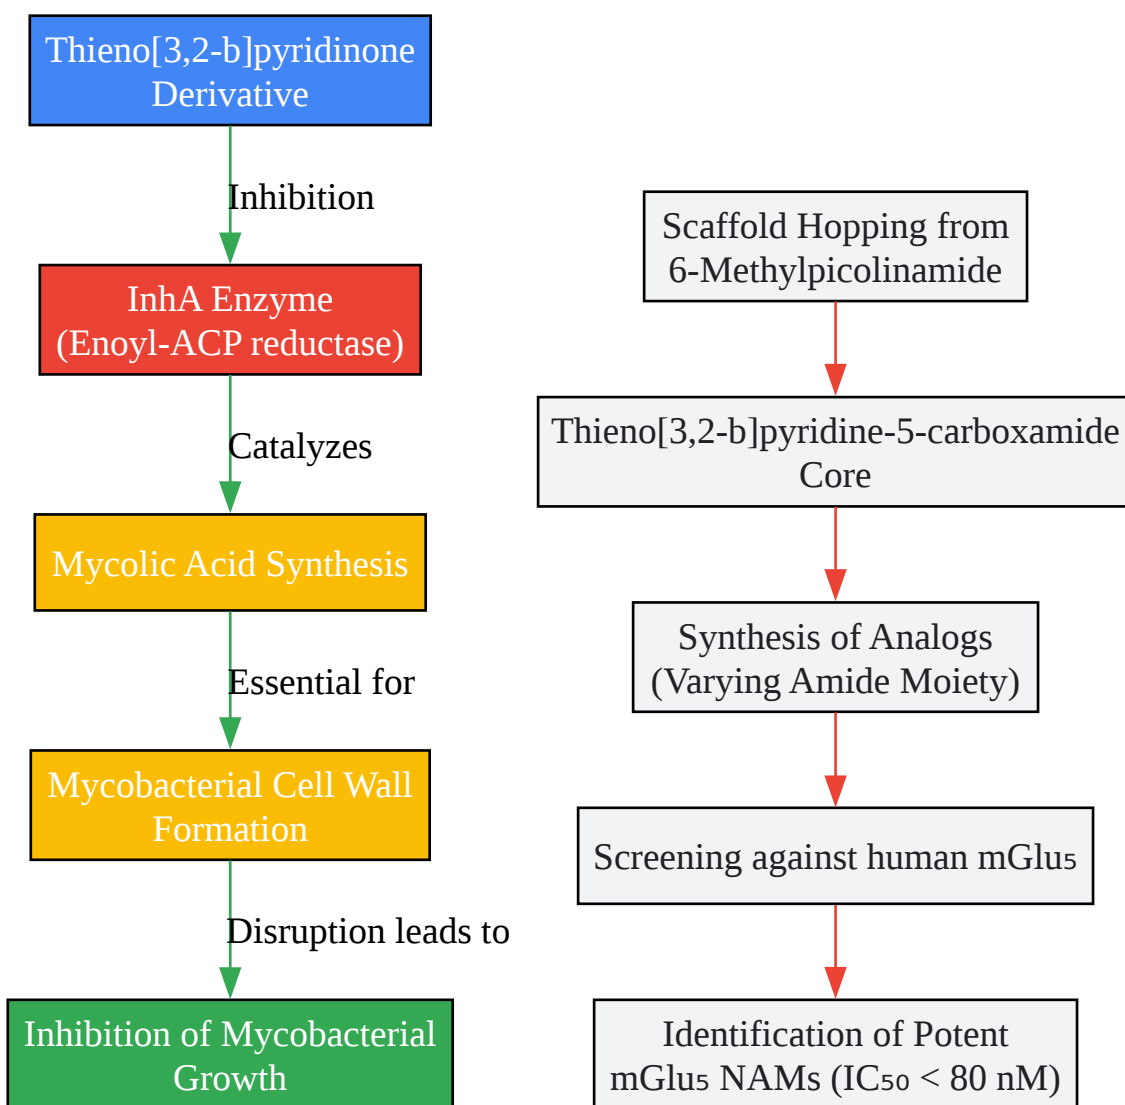 Thieno[3,2-b]pyridinone
Derivative
Inhibition
InhA Enzyme
(Enoyl-ACP reductase)
Catalyzes
Mycolic Acid Synthesis
Essential for
Mycobacterial Cell Wall
Formation
Disruption leads to
Inhibition of Mycobacterial
Growth
Scaffold Hopping from
6-Methylpicolinamide
Thieno[3,2-b]pyridine-5-carboxamide
Core
Synthesis of Analogs
(Varying Amide Moiety)
Screening against human mGlu₅
Identification of Potent
mGlu₅ NAMs (IC₅₀ < 80 nM)